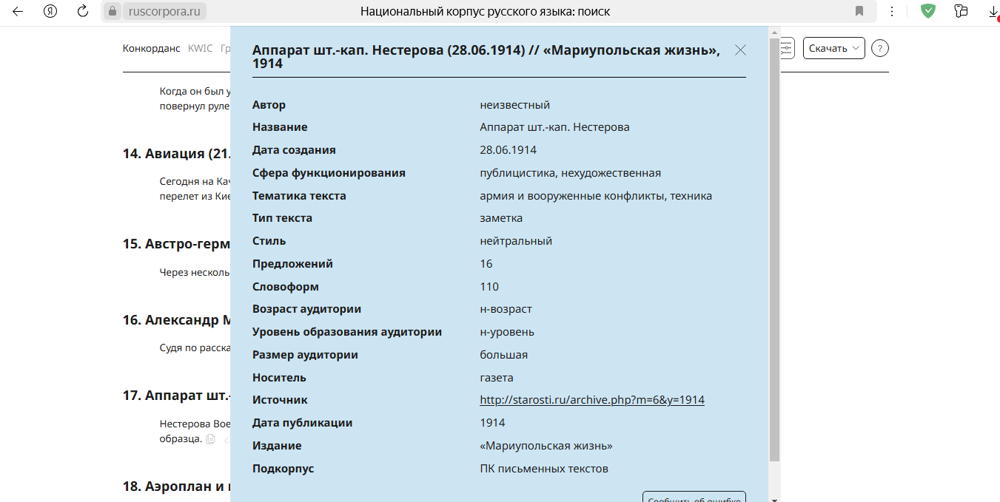 ruscorpora.ru
Национальный корпус русского языка: поиск
Конкорданс KWIC
Скачать
?
Когда он был
повернул руле
14. Авиация (21.
Сегодня на Кач
перелет из Кие
15. Австро-герм
Через несколь
16. Александр М
Судя по расска
17. Аппарат шт.-
Нестерова Вое
образца.
18. Аэроплан и
Аппарат шт.-кап. Нестерова (28.06.1914) // «Мариупольская жизнь»,
1914
Автор неизвестный
Название Аппарат шт.-кап. Нестерова
Дата создания 28.06.1914
Сфера функционирования публицистика, нехудожественная
Тематика текста армия и вооруженные конфликты, техника
Тип текста заметка
Стиль нейтральный
Предложений 16
Словоформ 110
Возраст аудитории н-возраст
Уровень образования аудитории н-уровень
Размер аудитории большая
Носитель газета
Источник http://starosti.ru/archive.php?m=6&y=1914
Дата публикации 1914
Издание «Мариупольская жизнь»
Подкорпус ПК письменных текстов
Сообщить об ошибке